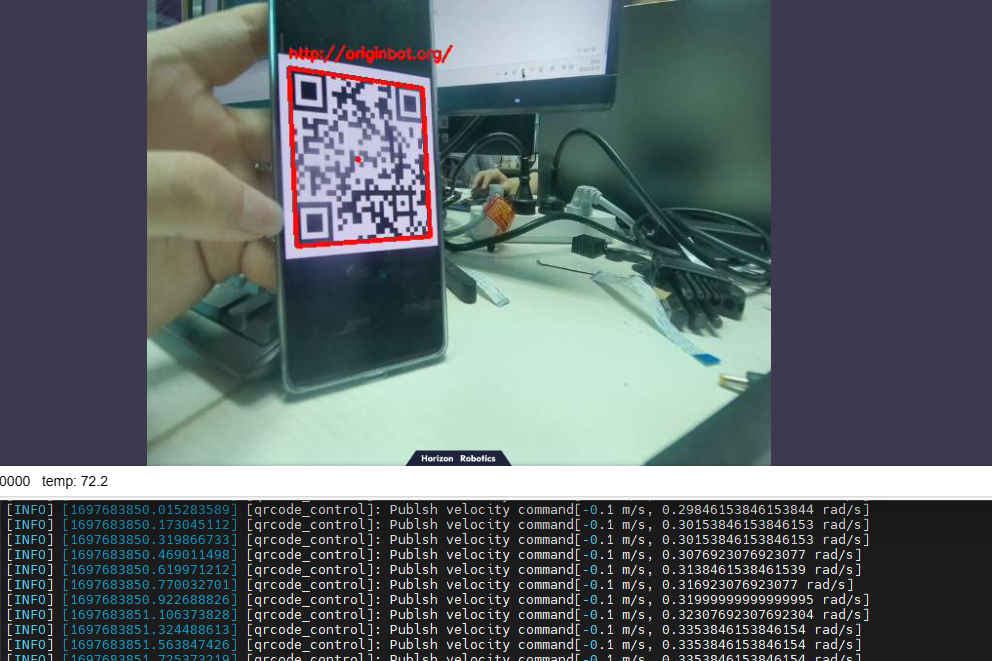 http://originbot.org/
Horizon Robotics
0000 temp: 72.2
[INFO] [1697683850.015283589] [qrcode_control]: Publsh velocity command[-0.1 m/s, 0.29846153846153844 rad/s]
[INFO] [1697683850.173045112] [qrcode_control]: Publsh velocity command[-0.1 m/s, 0.30153846153846153 rad/s]
[INFO] [1697683850.319866733] [qrcode_control]: Publsh velocity command[-0.1 m/s, 0.30153846153846153 rad/s]
[INFO] [1697683850.469011498] [qrcode_control]: Publsh velocity command[-0.1 m/s, 0.3076923076923077 rad/s]
[INFO] [1697683850.619971212] [qrcode_control]: Publsh velocity command[-0.1 m/s, 0.3138461538461539 rad/s]
[INFO] [1697683850.770032701] [qrcode_control]: Publsh velocity command[-0.1 m/s, 0.316923076923077 rad/s]
[INFO] [1697683850.922688826] [qrcode_control]: Publsh velocity command[-0.1 m/s, 0.31999999999999995 rad/s]
[INFO] [1697683851.106373828] [qrcode_control]: Publsh velocity command[-0.1 m/s, 0.32307692307692304 rad/s]
[INFO] [1697683851.324488613] [qrcode_control]: Publsh velocity command[-0.1 m/s, 0.3353846153846154 rad/s]
[INFO] [1697683851.563847426] [qrcode_control]: Publsh velocity command[-0.1 m/s, 0.3353846153846154 rad/s]
[INFO] [1697683851.725373219] [qrcode_control]: Publsh velocity command[-0.1 m/s, 0.3353846153846154 rad/s]